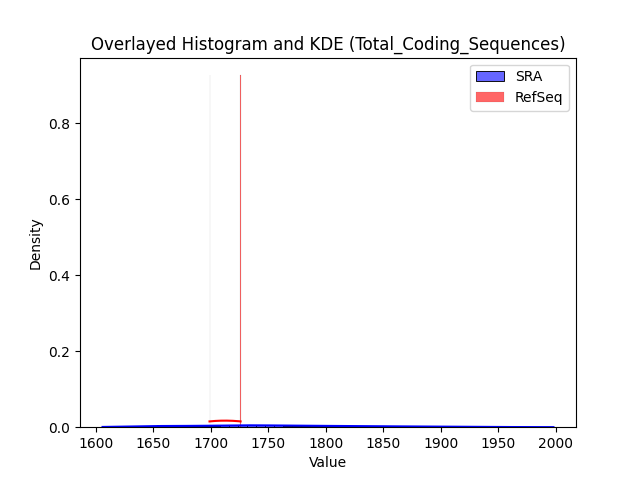 Overlayed Histogram and KDE (Total_Coding_Sequences)
SRA
RefSeq
Density
0.8
0.6
0.4
0.2
0.0
1600 1650 1700 1750 1800 1850 1900 1950 2000
Value